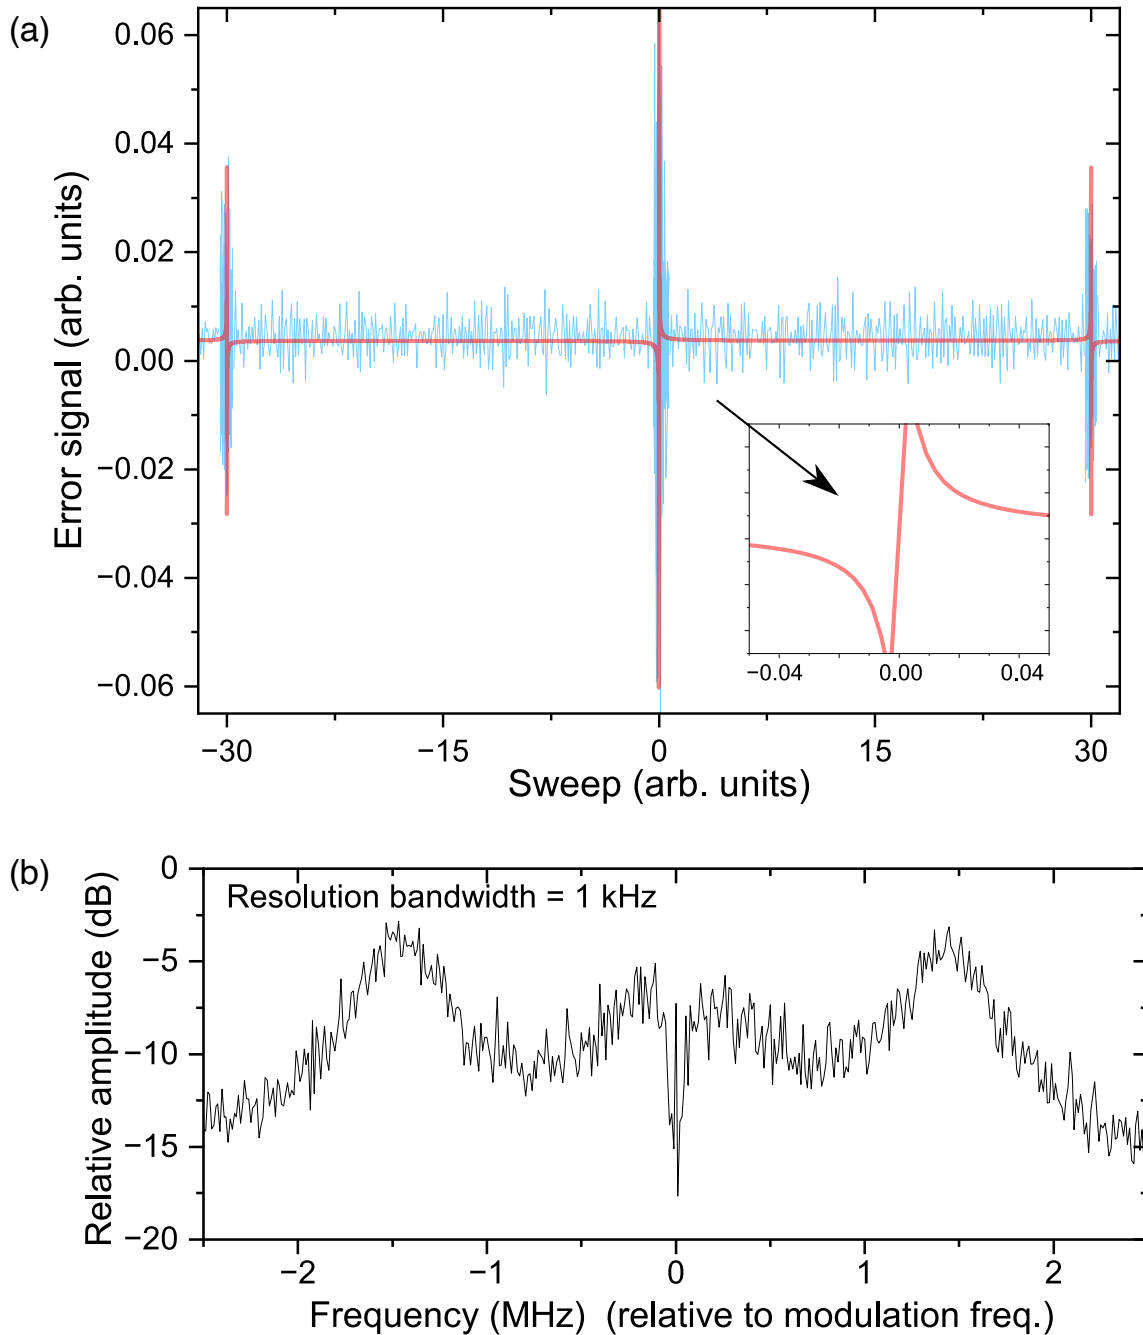 (a)
0.06
0.04
0.02
0.00
−0.02
−0.04
−0.06
Error signal (arb. units)
−0.04 0.00 0.04
−30 −15 0 15 30
Sweep (arb. units)
(b)
Resolution bandwidth = 1 kHz
0
−5
−10
−15
−20
Relative amplitude (dB)
−2 −1 0 1 2
Frequency (MHz) (relative to modulation freq.)